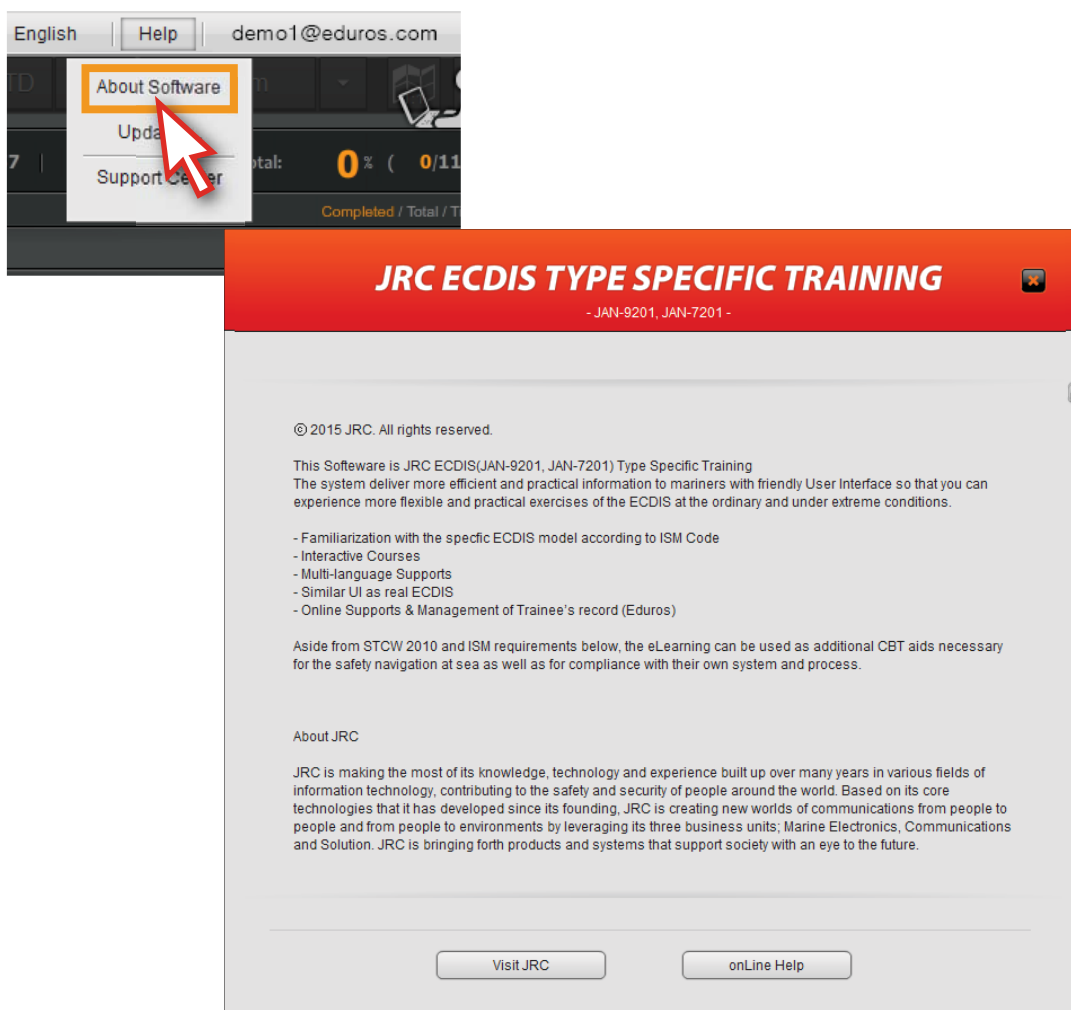 English Help demo1@eduros.com
About Software
TD
Support
7 otal: 0 % ( 0/11
Completed / Total / T
JRC ECDIS TYPE SPECIFIC TRAINING
- JAN-9201, JAN-7201 -
© 2015 JRC. All rights reserved.
This Softeware is JRC ECDIS(JAN-9201, JAN-7201) Type Specific Training
The system deliver more efficient and practical information to mariners with friendly User Interface so that you can
experience more flexible and practical exercises of the ECDIS at the ordinary and under extreme conditions.
- Familiarization with the specfic ECDIS model according to ISM Code
- Interactive Courses
- Multi-language Supports
- Similar UI as real ECDIS
- Online Supports & Management of Trainee's record (Eduros)
Aside from STCW 2010 and ISM requirements below, the eLearning can be used as additional CBT aids necessary
for the safety navigation at sea as well as for compliance with their own system and process.
About JRC
JRC is making the most of its knowledge, technology and experience built up over many years in various fields of
information technology, contributing to the safety and security of people around the world. Based on its core
technologies that it has developed since its founding, JRC is creating new worlds of communications from people to
people and from people to environments by leveraging its three business units; Marine Electronics, Communications
and Solution. JRC is bringing forth products and systems that support society with an eye to the future.
Visit JRC onLine Help